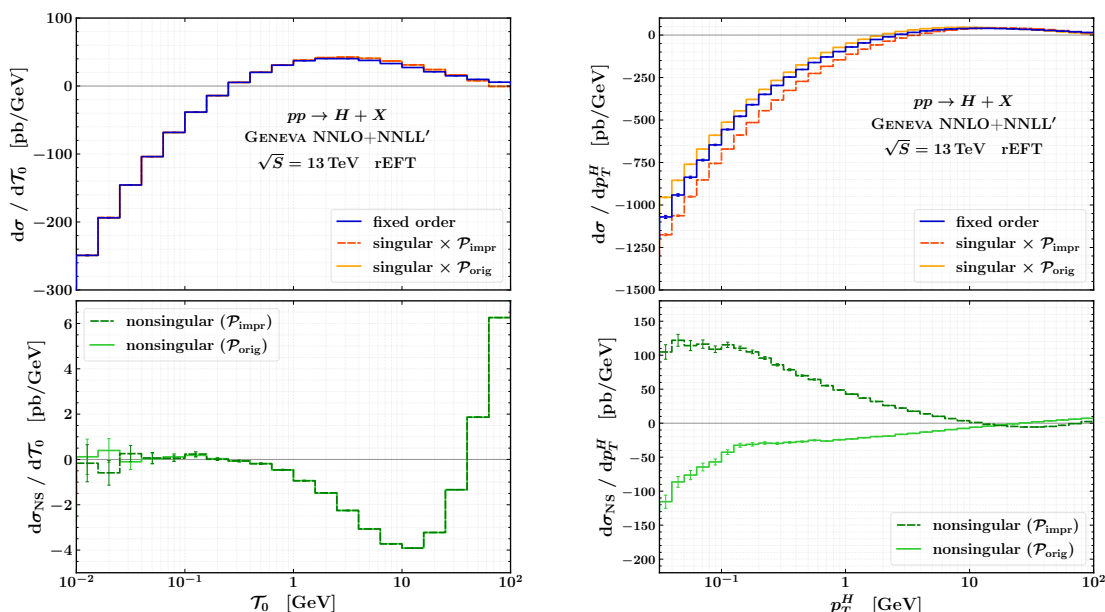 dσ / d𝒯₀ [pb/GeV]
100
0
−100
−200
−300
pp → H + X
GENEVA NNLO+NNLL′
√S = 13 TeV rEFT
fixed order
singular × 𝒫impr
singular × 𝒫orig
dσNS / d𝒯₀ [pb/GeV]
6
4
2
0
−2
−4
nonsingular (𝒫impr)
nonsingular (𝒫orig)
10⁻² 10⁻¹ 1 10 10²
𝒯₀ [GeV]
dσ / dp_T^H [pb/GeV]
0
−250
−500
−750
−1000
−1250
−1500
pp → H + X
GENEVA NNLO+NNLL′
√S = 13 TeV rEFT
fixed order
singular × 𝒫impr
singular × 𝒫orig
dσNS / dp_T^H [pb/GeV]
150
100
50
0
−50
−100
−150
−200
nonsingular (𝒫impr)
nonsingular (𝒫orig)
10⁻¹ 1 10 10²
p_T^H [GeV]